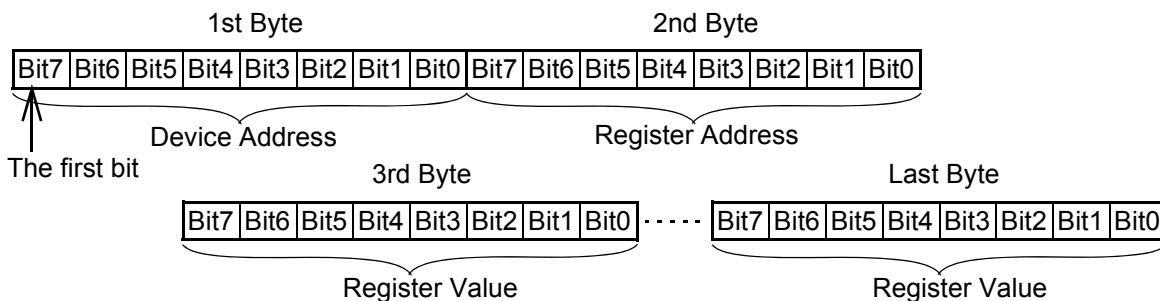 1st Byte 2nd Byte
Bit7 Bit6 Bit5 Bit4 Bit3 Bit2 Bit1 Bit0 Bit7 Bit6 Bit5 Bit4 Bit3 Bit2 Bit1 Bit0
Device Address Register Address
The first bit
3rd Byte Last Byte
Bit7 Bit6 Bit5 Bit4 Bit3 Bit2 Bit1 Bit0 Bit7 Bit6 Bit5 Bit4 Bit3 Bit2 Bit1 Bit0
Register Value Register Value